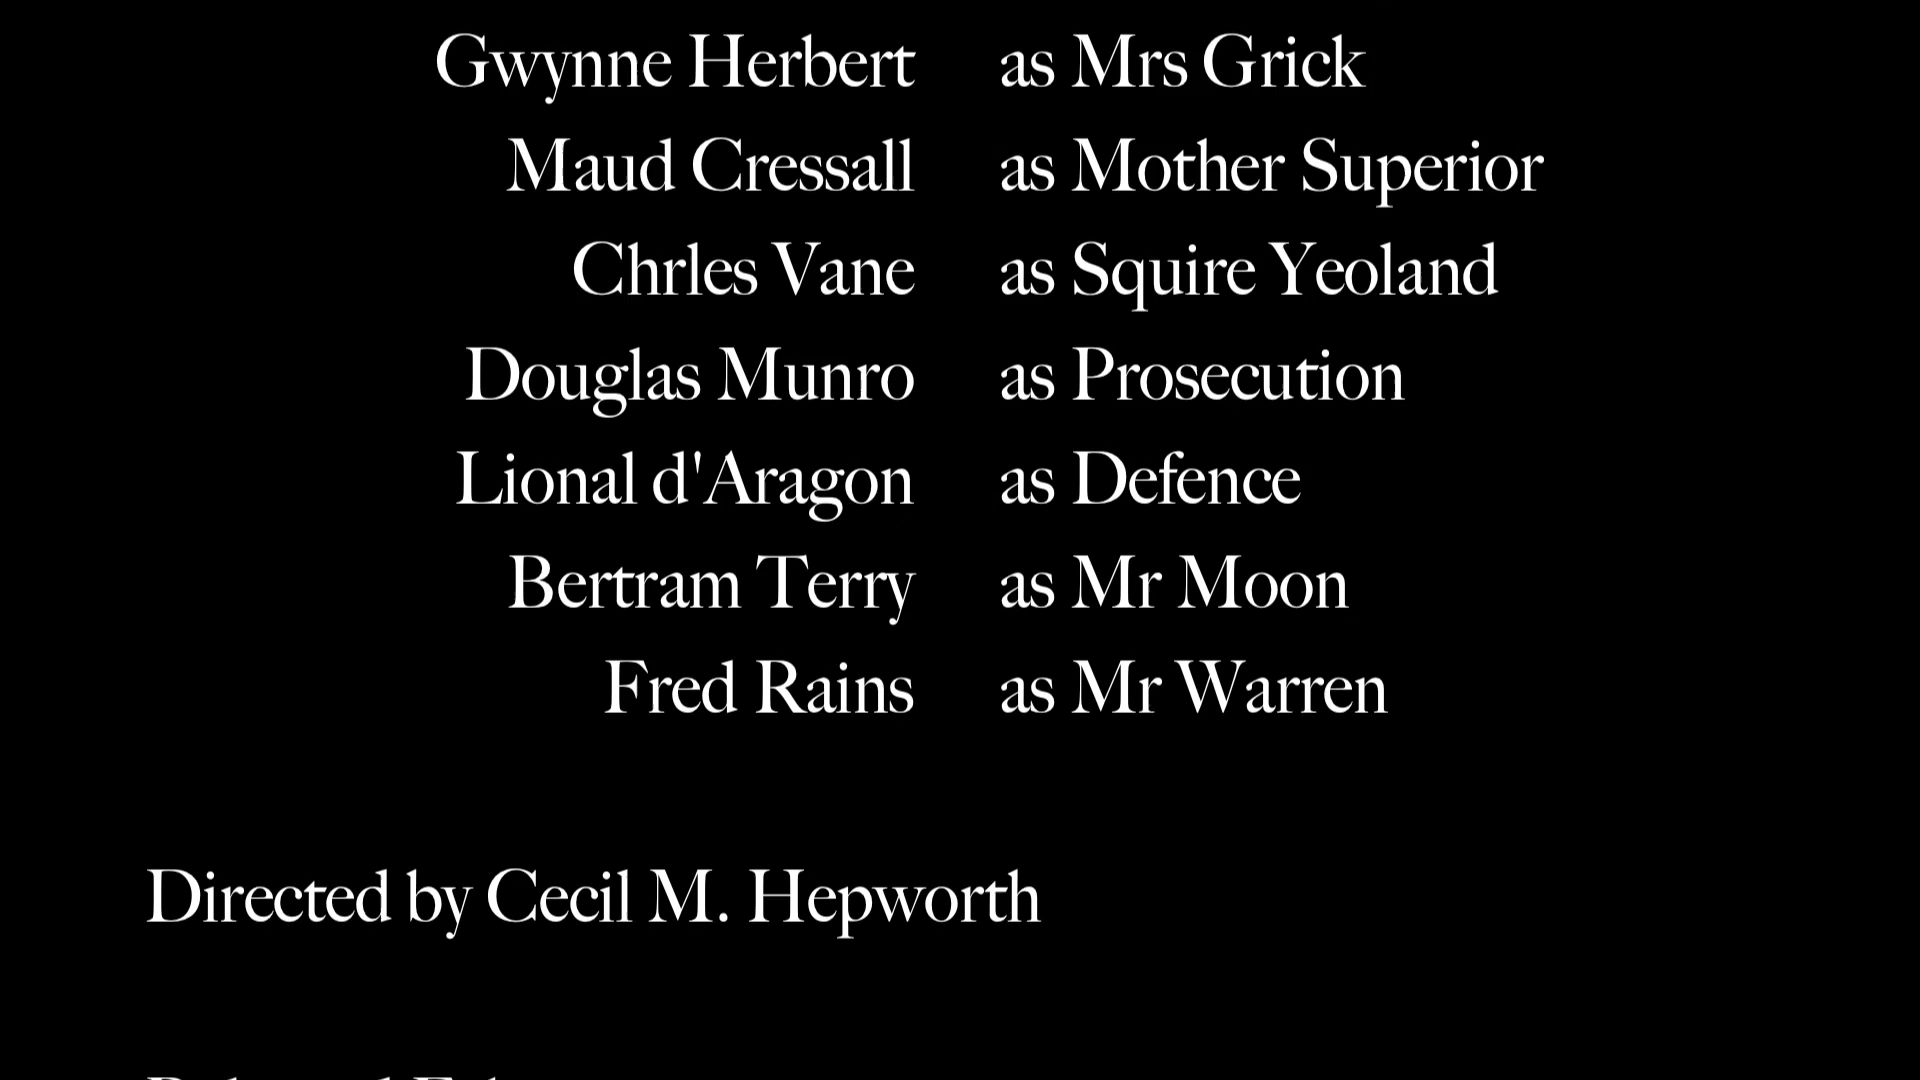 Gwynne Herbert as Mrs Grick
Maud Cressall as Mother Superior
Chrles Vane as Squire Yeoland
Douglas Munro as Prosecution
Lional d'Aragon as Defence
Bertram Terry as Mr Moon
Fred Rains as Mr Warren
Directed by Cecil M. Hepworth